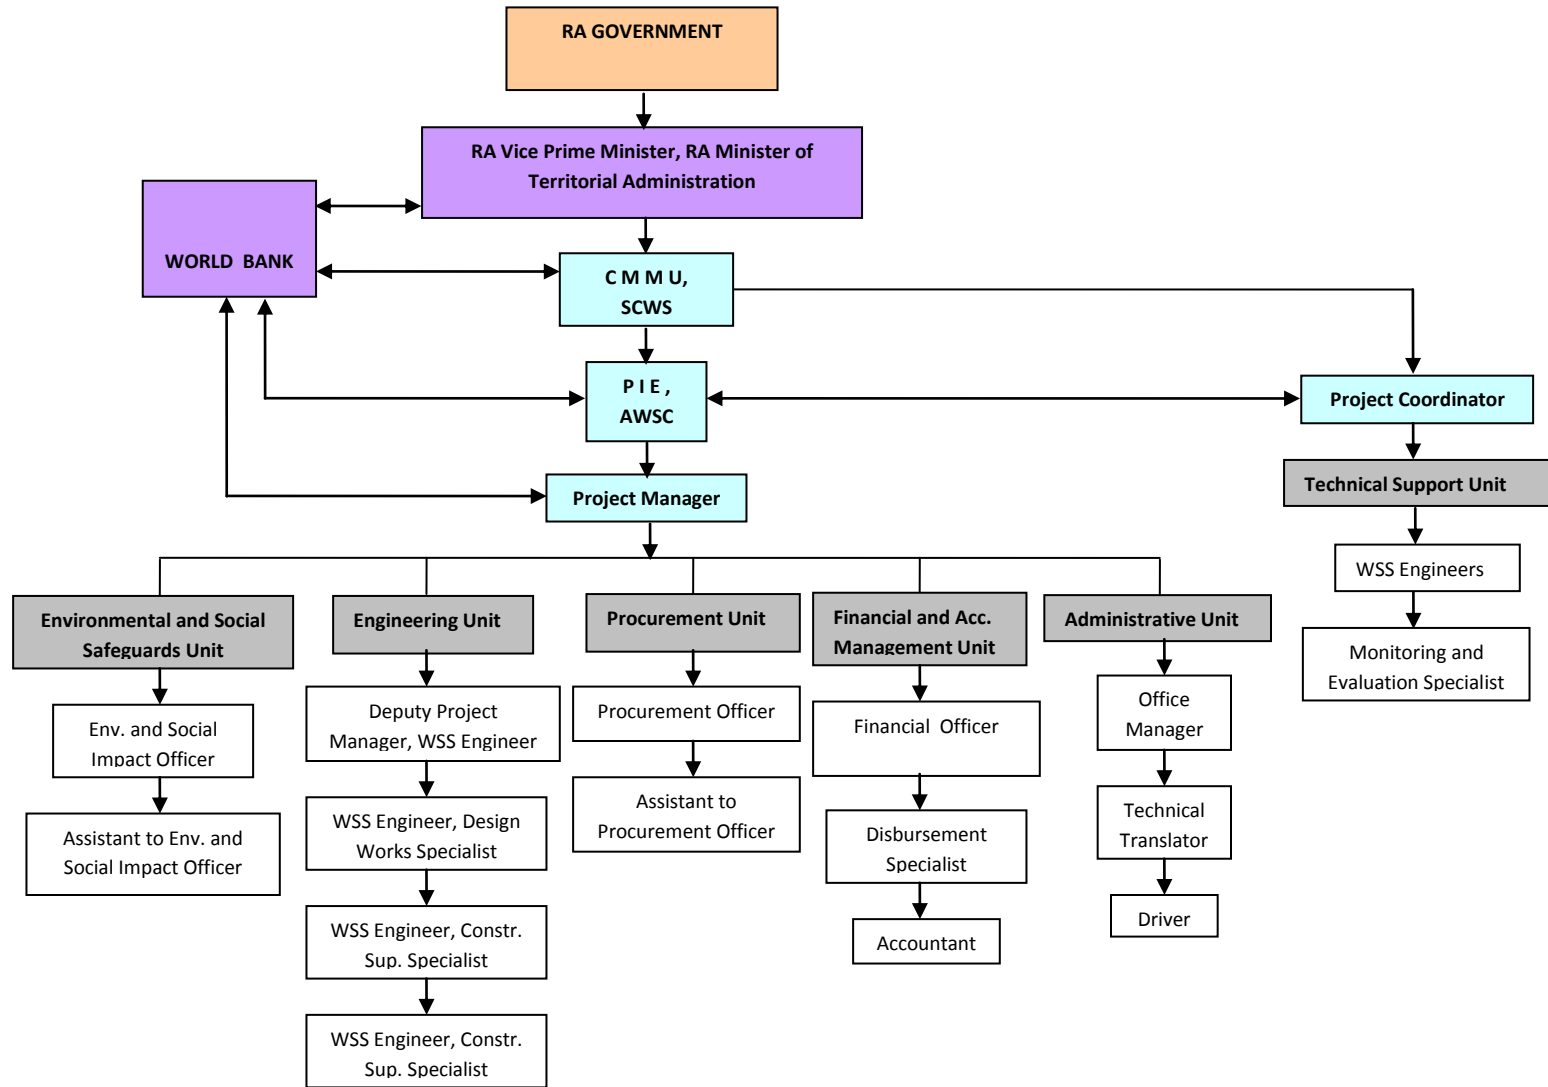 RA GOVERNMENT
RA Vice Prime Minister, RA Minister of
Territorial Administration
WORLD  BANK
C M M U,
SCWS
P I E ,
AWSC
Project Coordinator
Project Manager
Technical Support Unit
WSS Engineers
Monitoring and
Evaluation Specialist
Environmental and Social
Safeguards Unit
Env. and Social
Impact Officer
Assistant to Env. and
Social Impact Officer
Engineering Unit
Deputy Project
Manager, WSS Engineer
WSS Engineer, Design
Works Specialist
WSS Engineer, Constr.
Sup. Specialist
WSS Engineer, Constr.
Sup. Specialist
Procurement Unit
Procurement Officer
Assistant to
Procurement Officer
Financial and Acc.
Management Unit
Financial  Officer
Disbursement
Specialist
Accountant
Administrative Unit
Office
Manager
Technical
Translator
Driver